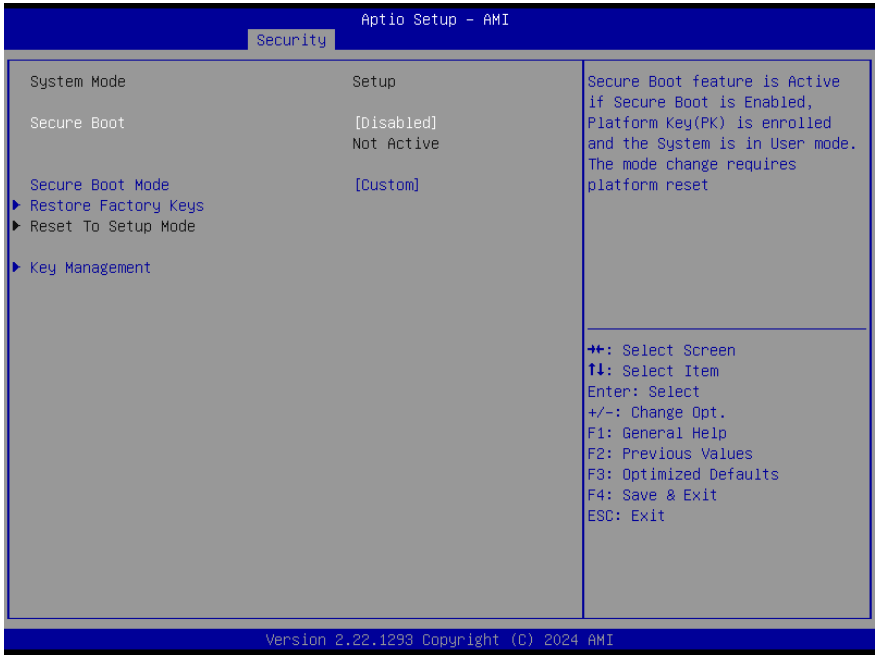 Aptio Setup – AMI
Security
System Mode Setup
Secure Boot [Disabled]
Not Active
Secure Boot Mode [Custom]
Restore Factory Keys
Reset To Setup Mode
Key Management
Secure Boot feature is Active
if Secure Boot is Enabled,
Platform Key(PK) is enrolled
and the System is in User mode.
The mode change requires
platform reset
→←: Select Screen
↑↓: Select Item
Enter: Select
+/-: Change Opt.
F1: General Help
F2: Previous Values
F3: Optimized Defaults
F4: Save & Exit
ESC: Exit
Version 2.22.1293 Copyright (C) 2024 AMI